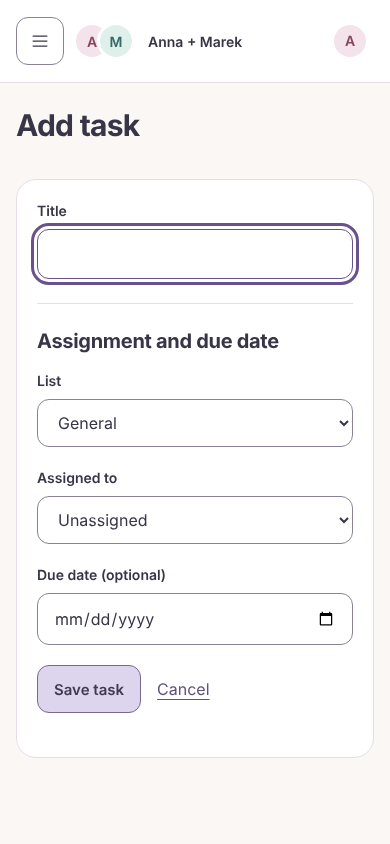 A M Anna + Marek A
Add task
Title
Assignment and due date
List
General
Assigned to
Unassigned
Due date (optional)
mm/dd/yyyy
Save task Cancel